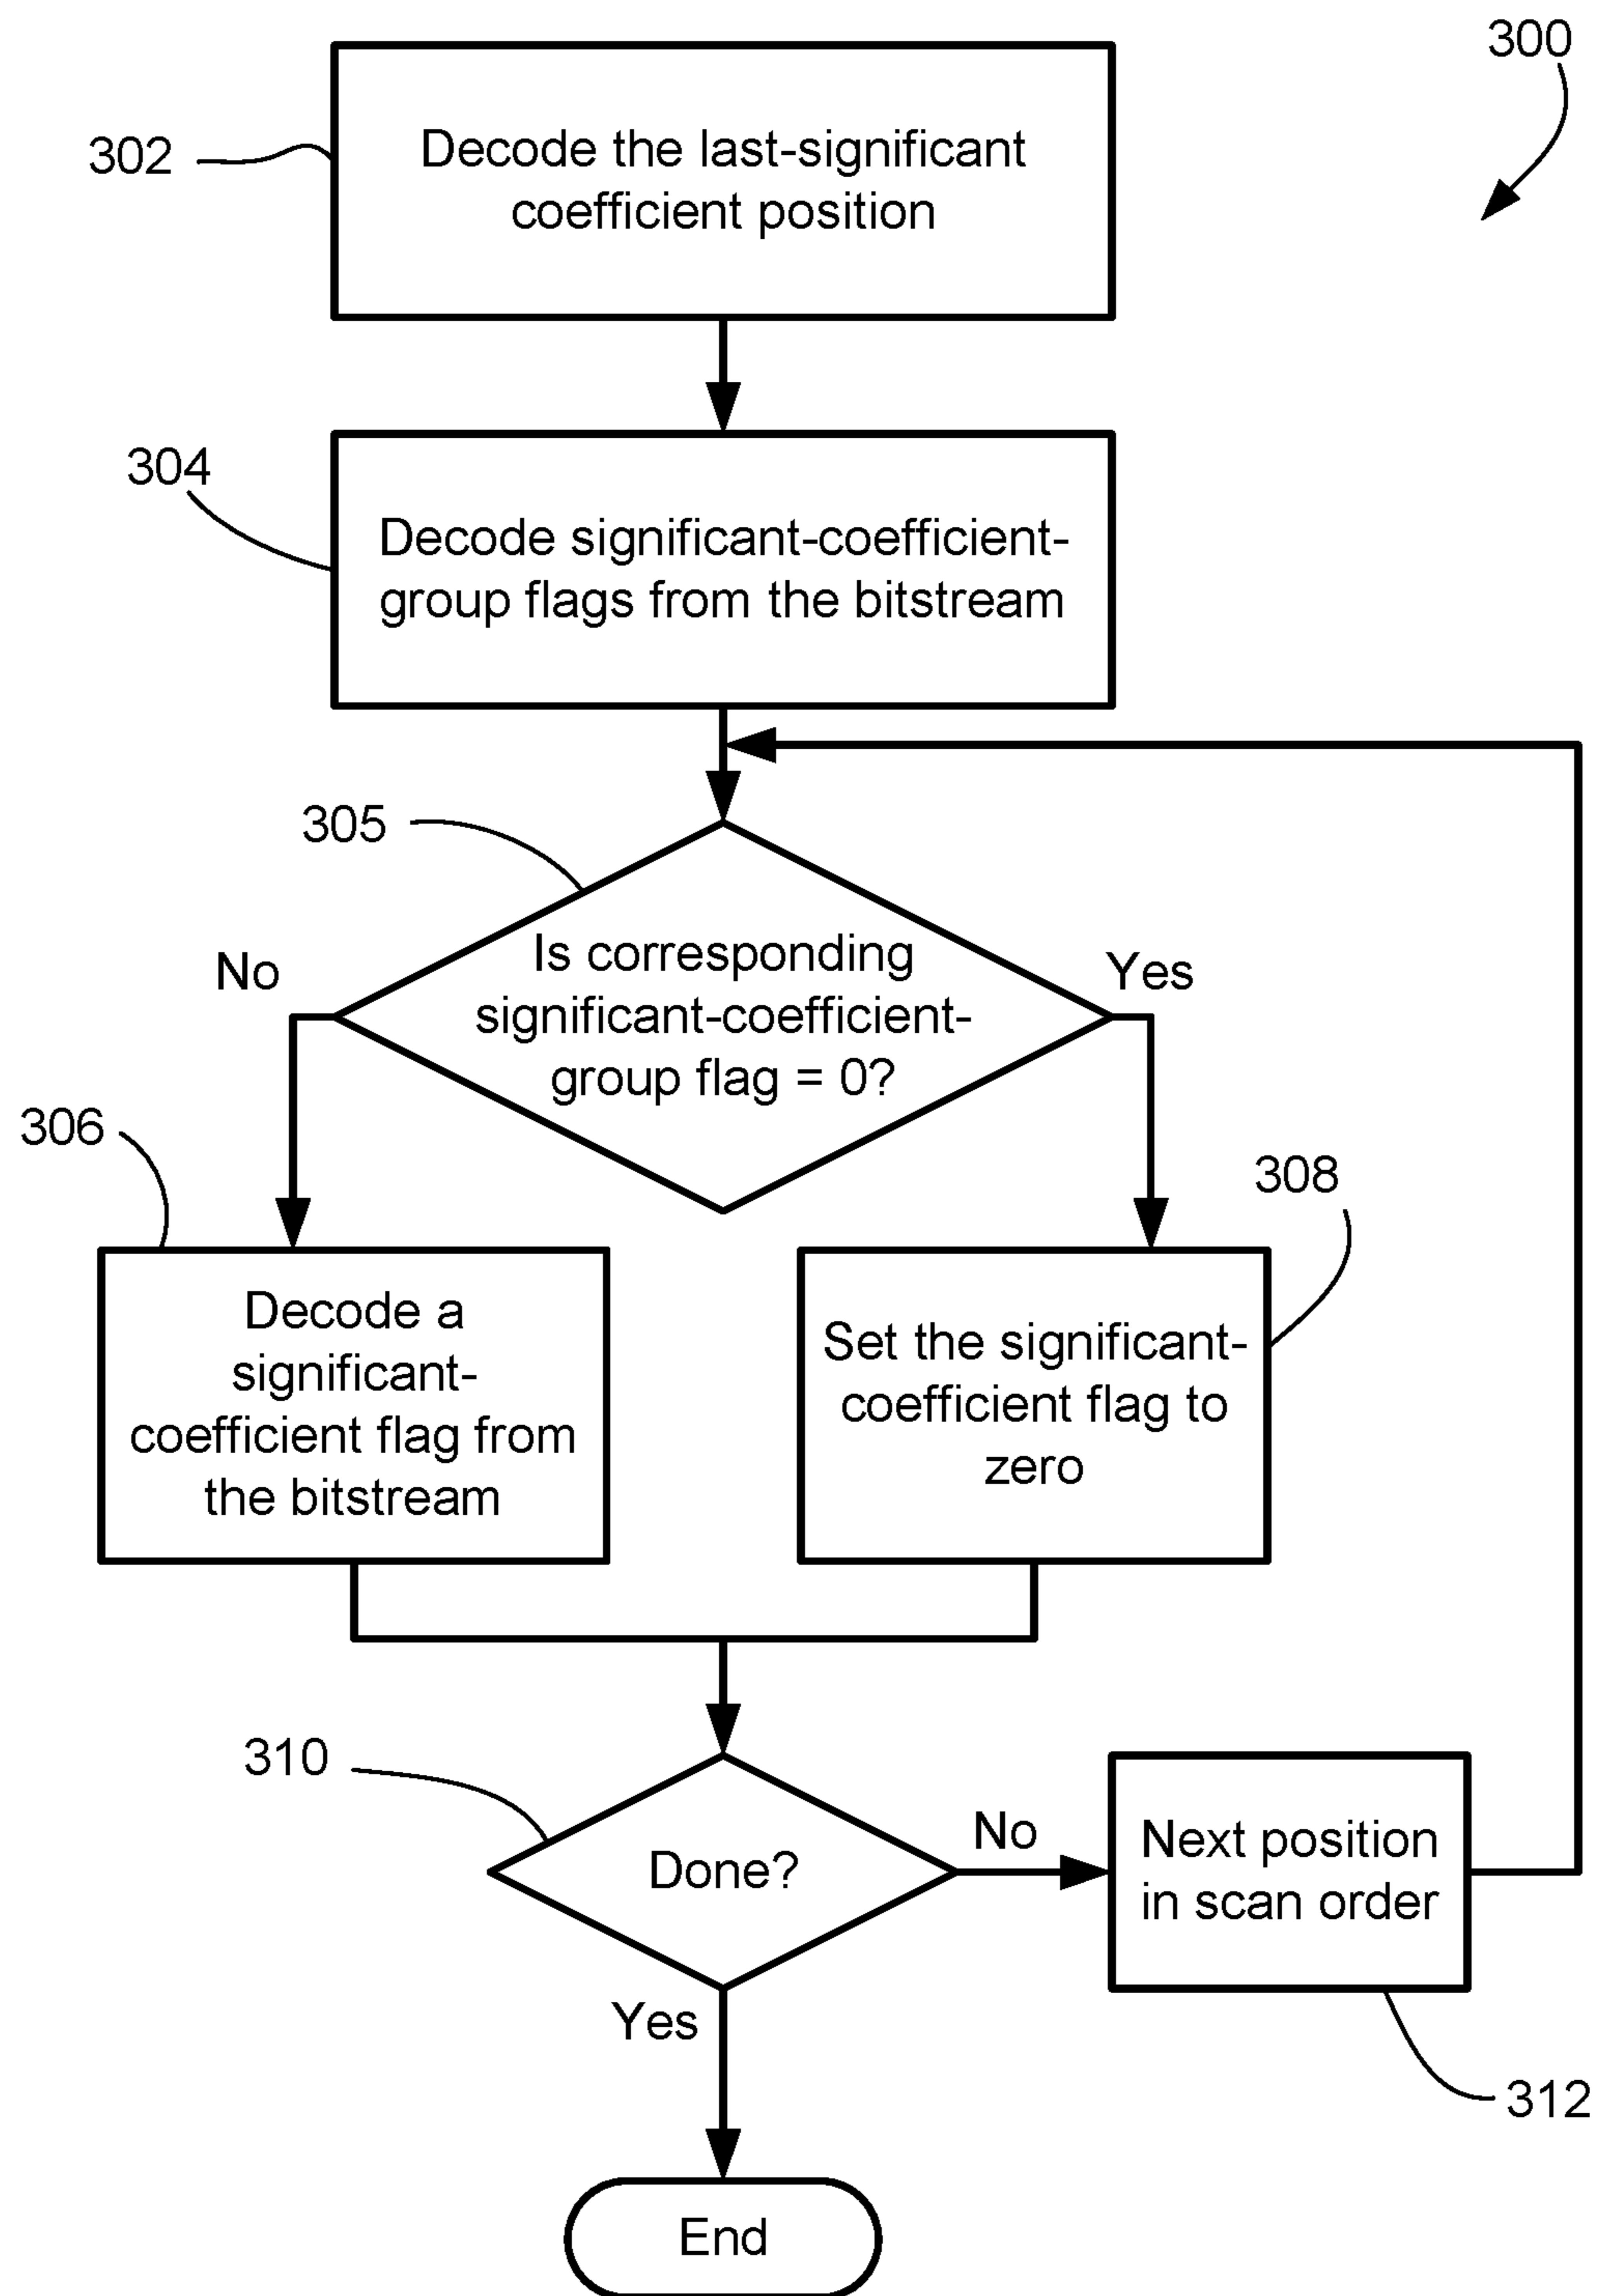 300
302
Decode the last-significant
coefficient position
304
Decode significant-coefficient-
group flags from the bitstream
305
No
Is corresponding
significant-coefficient-
group flag = 0?
Yes
306
308
Decode a
significant-
coefficient flag from
the bitstream
Set the significant-
coefficient flag to
zero
310
Done?
No
Next position
in scan order
Yes
312
End